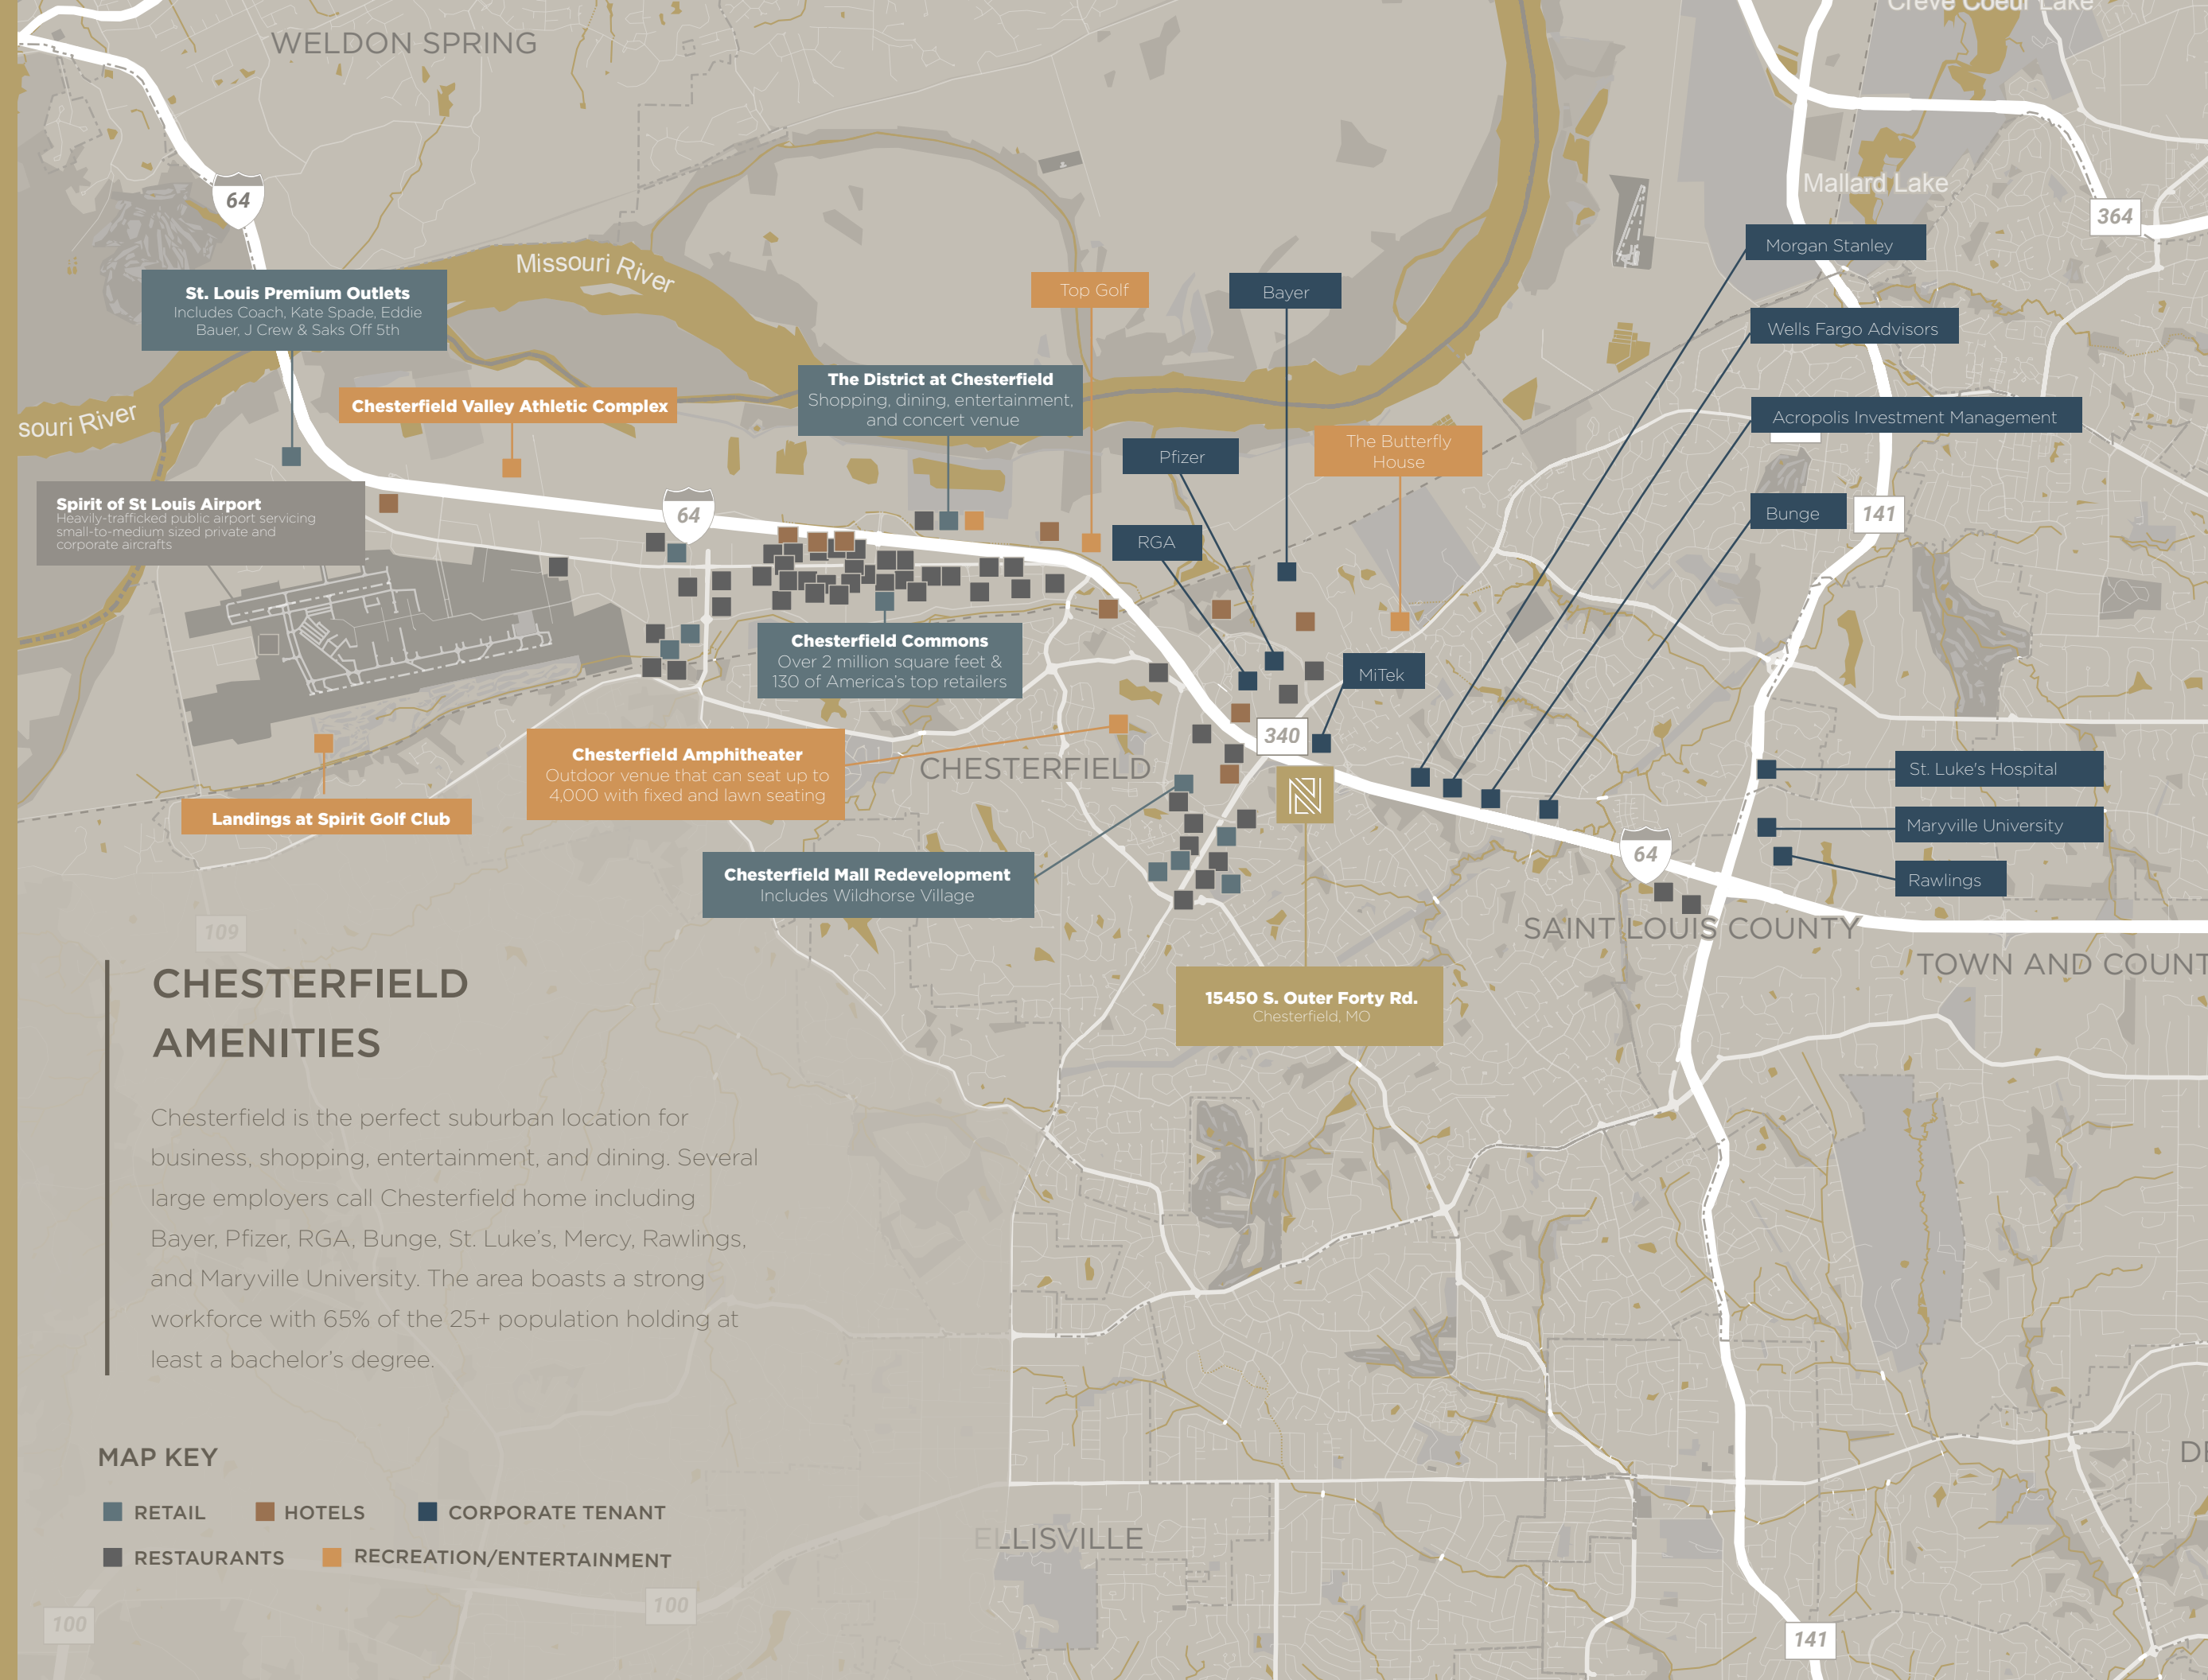 Creve Coeur Lake
WELDON SPRING
Mallard Lake
64
364
Morgan Stanley
Missouri River
St. Louis Premium Outlets
Includes Coach, Kate Spade, Eddie
Bauer, J Crew & Saks Off 5th
Top Golf
Bayer
Wells Fargo Advisors
The District at Chesterfield
Shopping, dining, entertainment,
and concert venue
Chesterfield Valley Athletic Complex
souri River
Acropolis Investment Management
The Butterfly
House
Pfizer
Spirit of St Louis Airport
Heavily-trafficked public airport servicing
small-to-medium sized private and
corporate aircrafts
64
Bunge
141
RGA
Chesterfield Commons
Over 2 million square feet &
130 of America's top retailers
MiTek
340
Chesterfield Amphitheater
Outdoor venue that can seat up to
4,000 with fixed and lawn seating
CHESTERFIELD
St. Luke's Hospital
Landings at Spirit Golf Club
Maryville University
64
Chesterfield Mall Redevelopment
Includes Wildhorse Village
Rawlings
109
SAINT LOUIS COUNTY
TOWN AND COUNT
15450 S. Outer Forty Rd.
Chesterfield, MO
CHESTERFIELD
AMENITIES
Chesterfield is the perfect suburban location for
business, shopping, entertainment, and dining. Several
large employers call Chesterfield home including
Bayer, Pfizer, RGA, Bunge, St. Luke's, Mercy, Rawlings,
and Maryville University. The area boasts a strong
workforce with 65% of the 25+ population holding at
least a bachelor's degree.
MAP KEY
RETAIL
HOTELS
CORPORATE TENANT
RESTAURANTS
RECREATION/ENTERTAINMENT
DE
ELLISVILLE
100
100
141